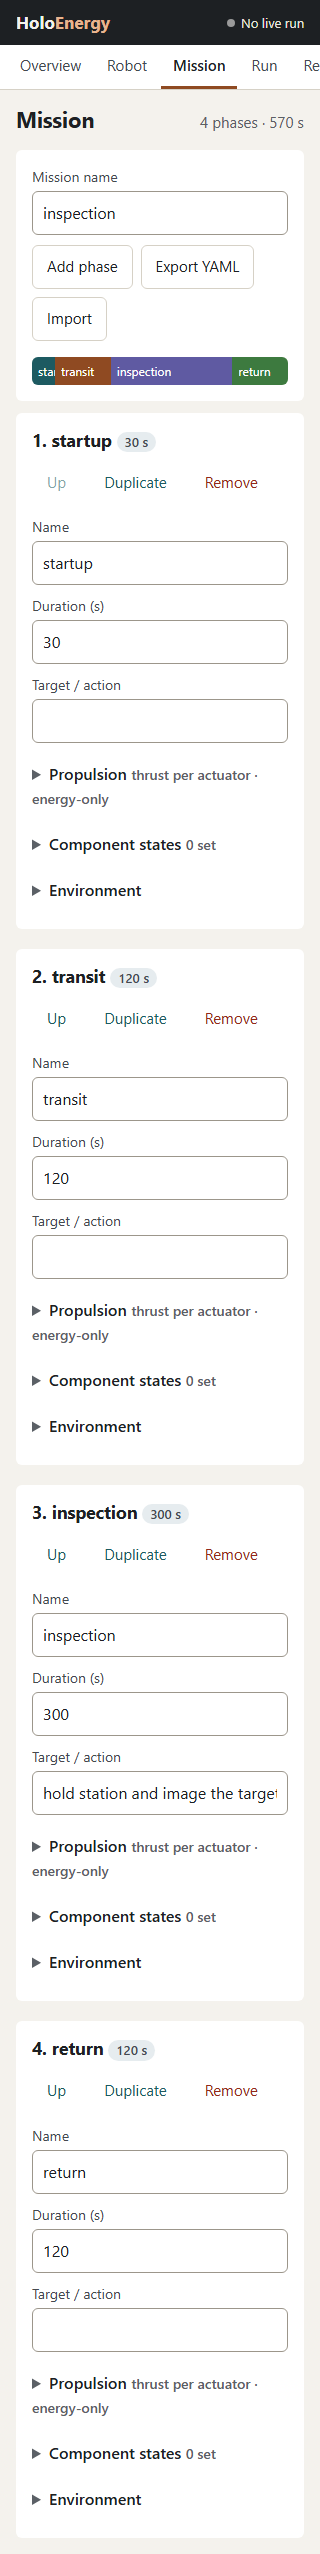 HoloEnergy
No live run
Overview Robot Mission Run Re
Mission
4 phases · 570 s
Mission name
inspection
Add phase
Export YAML
Import
star transit inspection return
1. startup 30 s
Up Duplicate Remove
Name
startup
Duration (s)
30
Target / action
Propulsion thrust per actuator ·
energy-only
Component states 0 set
Environment
2. transit 120 s
Up Duplicate Remove
Name
transit
Duration (s)
120
Target / action
Propulsion thrust per actuator ·
energy-only
Component states 0 set
Environment
3. inspection 300 s
Up Duplicate Remove
Name
inspection
Duration (s)
300
Target / action
hold station and image the target
Propulsion thrust per actuator ·
energy-only
Component states 0 set
Environment
4. return 120 s
Up Duplicate Remove
Name
return
Duration (s)
120
Target / action
Propulsion thrust per actuator ·
energy-only
Component states 0 set
Environment